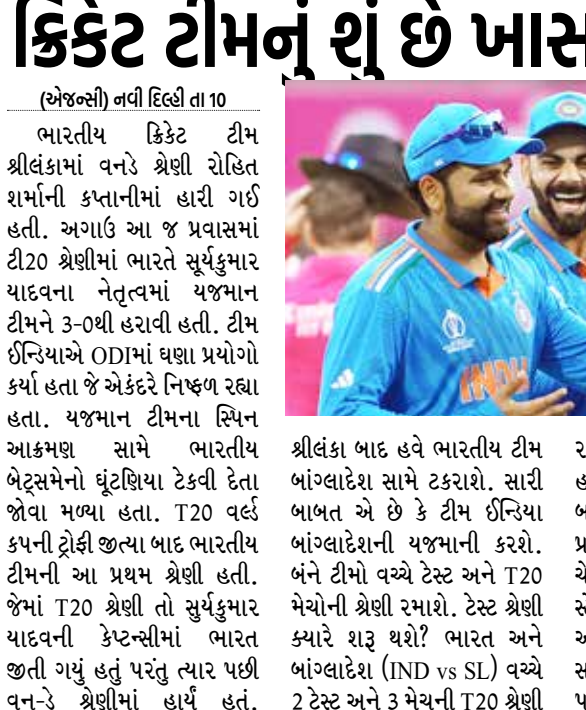 ક્રિકેટ ટીમનું શું છે ખાસ
(એજન્સી) નવી દિલ્હી તા 10
ભારતીય ક્રિકેટ ટીમ
શ્રીલંકામાં વનડે શ્રેણી રોહિત
શર્માની કપ્તાનીમાં હારી ગઈ
હતી. અગાઉ આ જ પ્રવાસમાં
ટી20 શ્રેણીમાં ભારતે સૂર્યકુમાર
યાદવના નેતૃત્વમાં યજમાન
ટીમને 3-0થી હરાવી હતી. ટીમ
ઈન્ડિયાએ ODIમાં ઘણા પ્રયોગો
કર્યા હતા જે એકંદરે નિષ્ફળ રહ્યા
હતા. યજમાન ટીમના સ્પિન
આક્રમણ સામે ભારતીય
બેટ્સમેનો ઘૂંટણિયા ટેકવી દેતા
જોવા મળ્યા હતા. T20 વર્લ્ડ
કપની ટ્રોફી જીત્યા બાદ ભારતીય
ટીમની આ પ્રથમ શ્રેણી હતી.
જેમાં T20 શ્રેણી તો સુર્યકુમાર
યાદવની કેપ્ટન્સીમાં ભારત
જીતી ગયું હતું પરંતુ ત્યાર પછી
વન-ડે શ્રેણીમાં હાર્યું હતું.
INDI
શ્રીલંકા બાદ હવે ભારતીય ટીમ
બાંગ્લાદેશ સામે ટકરાશે. સારી
બાબત એ છે કે ટીમ ઈન્ડિયા
બાંગ્લાદેશની યજમાની કરશે.
બંને ટીમો વચ્ચે ટેસ્ટ અને T20
મેચોની શ્રેણી રમાશે. ટેસ્ટ શ્રેણી
ક્યારે શરૂ થશે? ભારત અને
બાંગ્લાદેશ (IND vs SL) વચ્ચે
2 ટેસ્ટ અને 3 મેચની T20 શ્રેણી